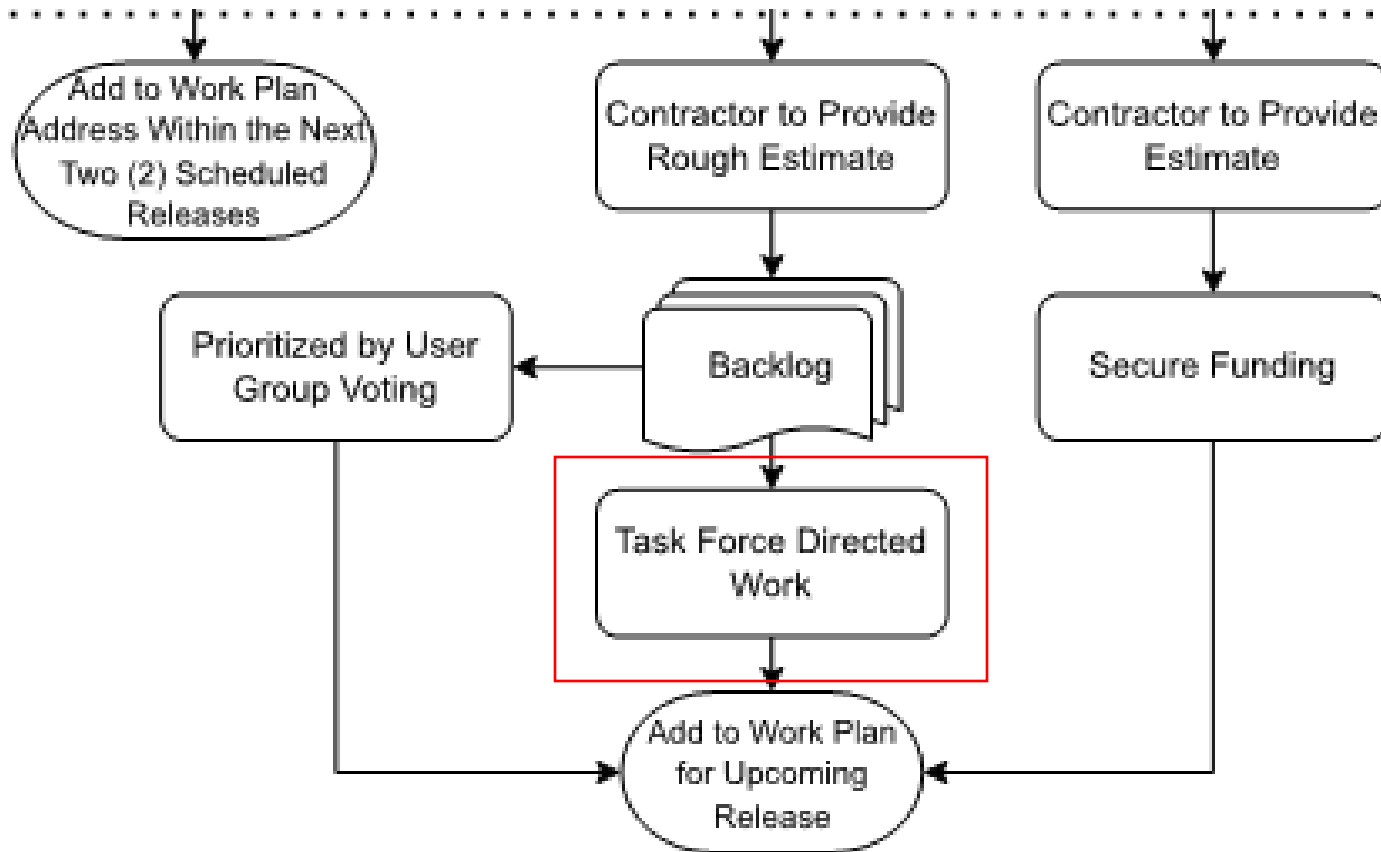 Add to Work Plan
Address Within the Next
Two (2) Scheduled
Releases
Contractor to Provide
Rough Estimate
Contractor to Provide
Estimate
Prioritized by User
Group Voting
Backlog
Secure Funding
Task Force Directed
Work
Add to Work Plan
for Upcoming
Release